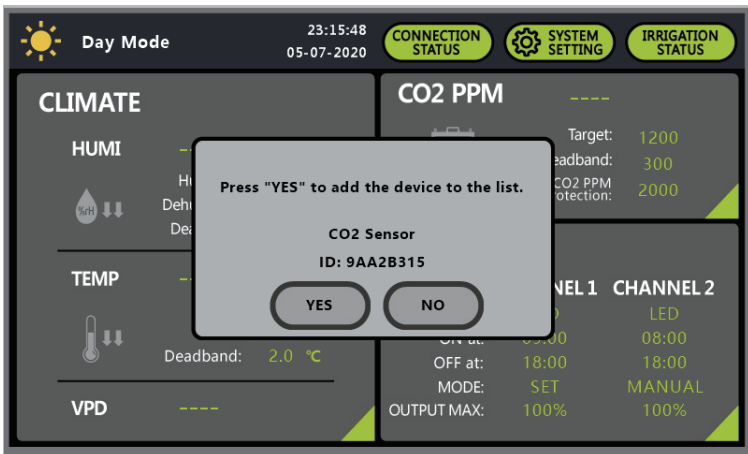 Day Mode
23:15:48
05-07-2020
CONNECTION
STATUS
SYSTEM
SETTING
IRRIGATION
STATUS
CLIMATE
HUMI
%rH
TEMP
Deadband: 2.0 ℃
VPD ----
CO2 PPM ----
Target: 1200
300
CO2 PPM 2000
Press "YES" to add the device to the list.
CO2 Sensor
ID: 9AA2B315
YES NO
CHANNEL 2
LED
08:00
OFF at: 18:00 18:00
MODE: SET MANUAL
OUTPUT MAX: 100% 100%